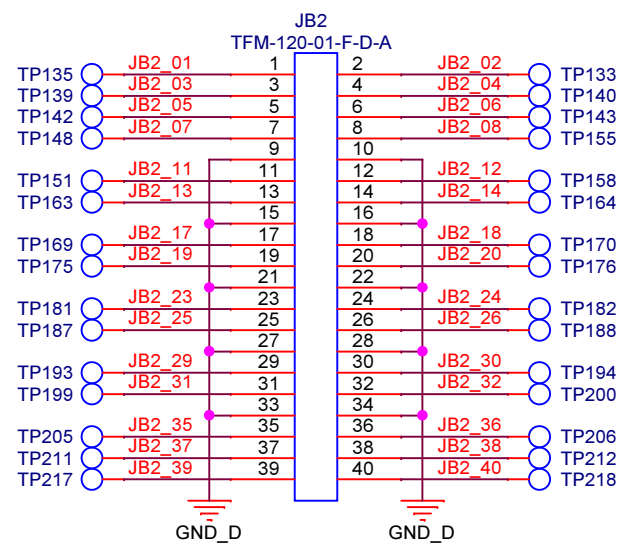 JB2
TFM-120-01-F-D-A
TP135 JB2_01 1 2 JB2_02 TP133
TP139 JB2_03 3 4 JB2_04 TP140
TP142 JB2_05 5 6 JB2_06 TP143
TP148 JB2_07 7 8 JB2_08 TP155
9 10
TP151 JB2_11 11 12 JB2_12 TP158
TP163 JB2_13 13 14 JB2_14 TP164
15 16
TP169 JB2_17 17 18 JB2_18 TP170
TP175 JB2_19 19 20 JB2_20 TP176
21 22
TP181 JB2_23 23 24 JB2_24 TP182
TP187 JB2_25 25 26 JB2_26 TP188
27 28
TP193 JB2_29 29 30 JB2_30 TP194
TP199 JB2_31 31 32 JB2_32 TP200
33 34
TP205 JB2_35 35 36 JB2_36 TP206
TP211 JB2_37 37 38 JB2_38 TP212
TP217 JB2_39 39 40 JB2_40 TP218
GND_D GND_D